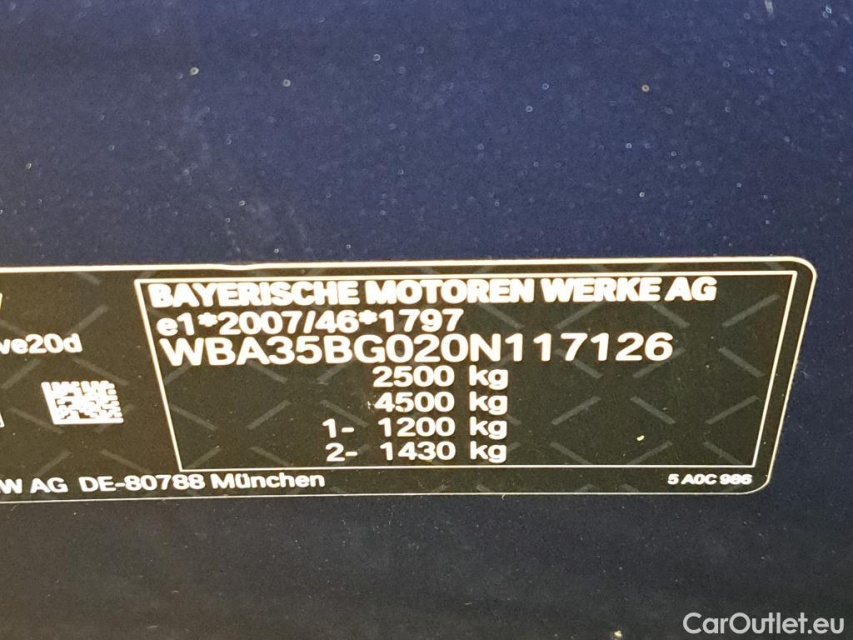 BAYERISCHE MOTOREN WERKE AG
e1*2007/46*1797
ve20d
WBA35BG020N117126
2500 kg
4500 kg
1- 1200 kg
2- 1430 kg
W AG DE-80788 München
5 A0C 986
CarOutlet.eu